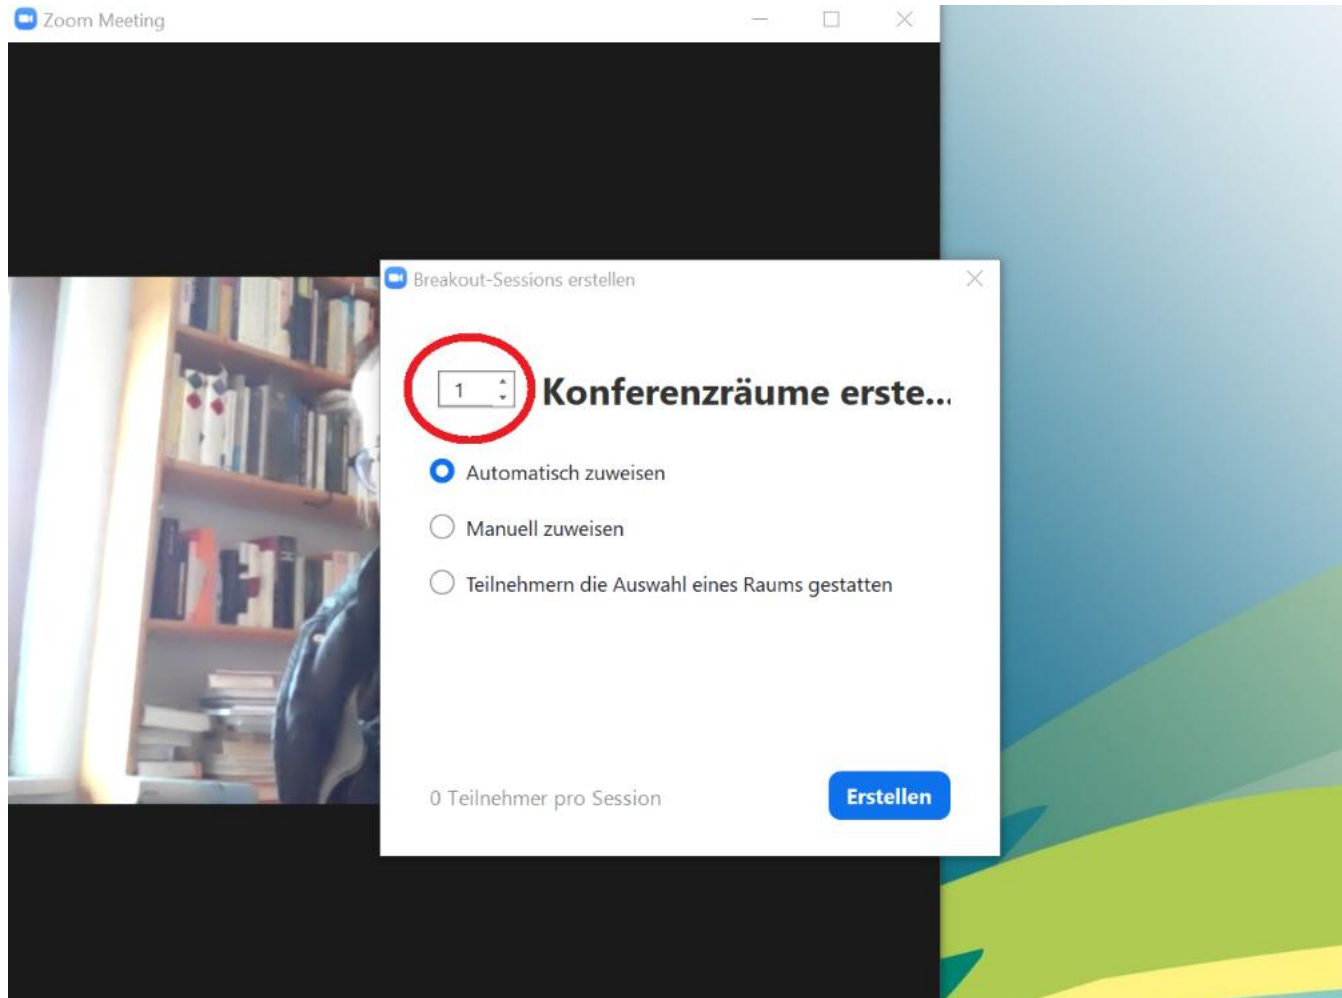 Zoom Meeting
Breakout-Sessions erstellen
1 Konferenzräume erste...
Automatisch zuweisen
Manuell zuweisen
Teilnehmern die Auswahl eines Raums gestatten
0 Teilnehmer pro Session
Erstellen